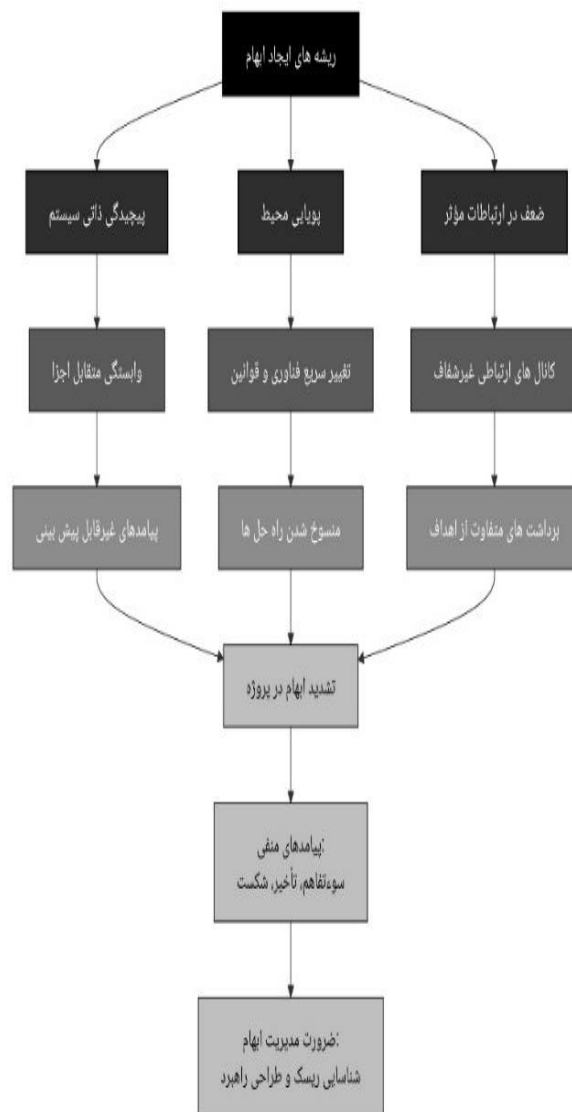 ریشه های ایجاد ابهام
ضعف در ارتباطات مؤثر
پویایی محیط
پیچیدگی ذاتی سیستم
کانال های ارتباطی غیرشفاف
تغییر سریع فناوری و قوانین
وابستگی متقابل اجزا
برداشت های متفاوت از اهداف
منسوخ شدن راه حل ها
پیامدهای غیرقابل پیش بینی
تشدید ابهام در پروژه
پیامدهای منفی:
سوءتفاهم, تأخیر, شکست
ضرورت مدیریت ابهام:
شناسایی ریسک و طراحی راهبرد